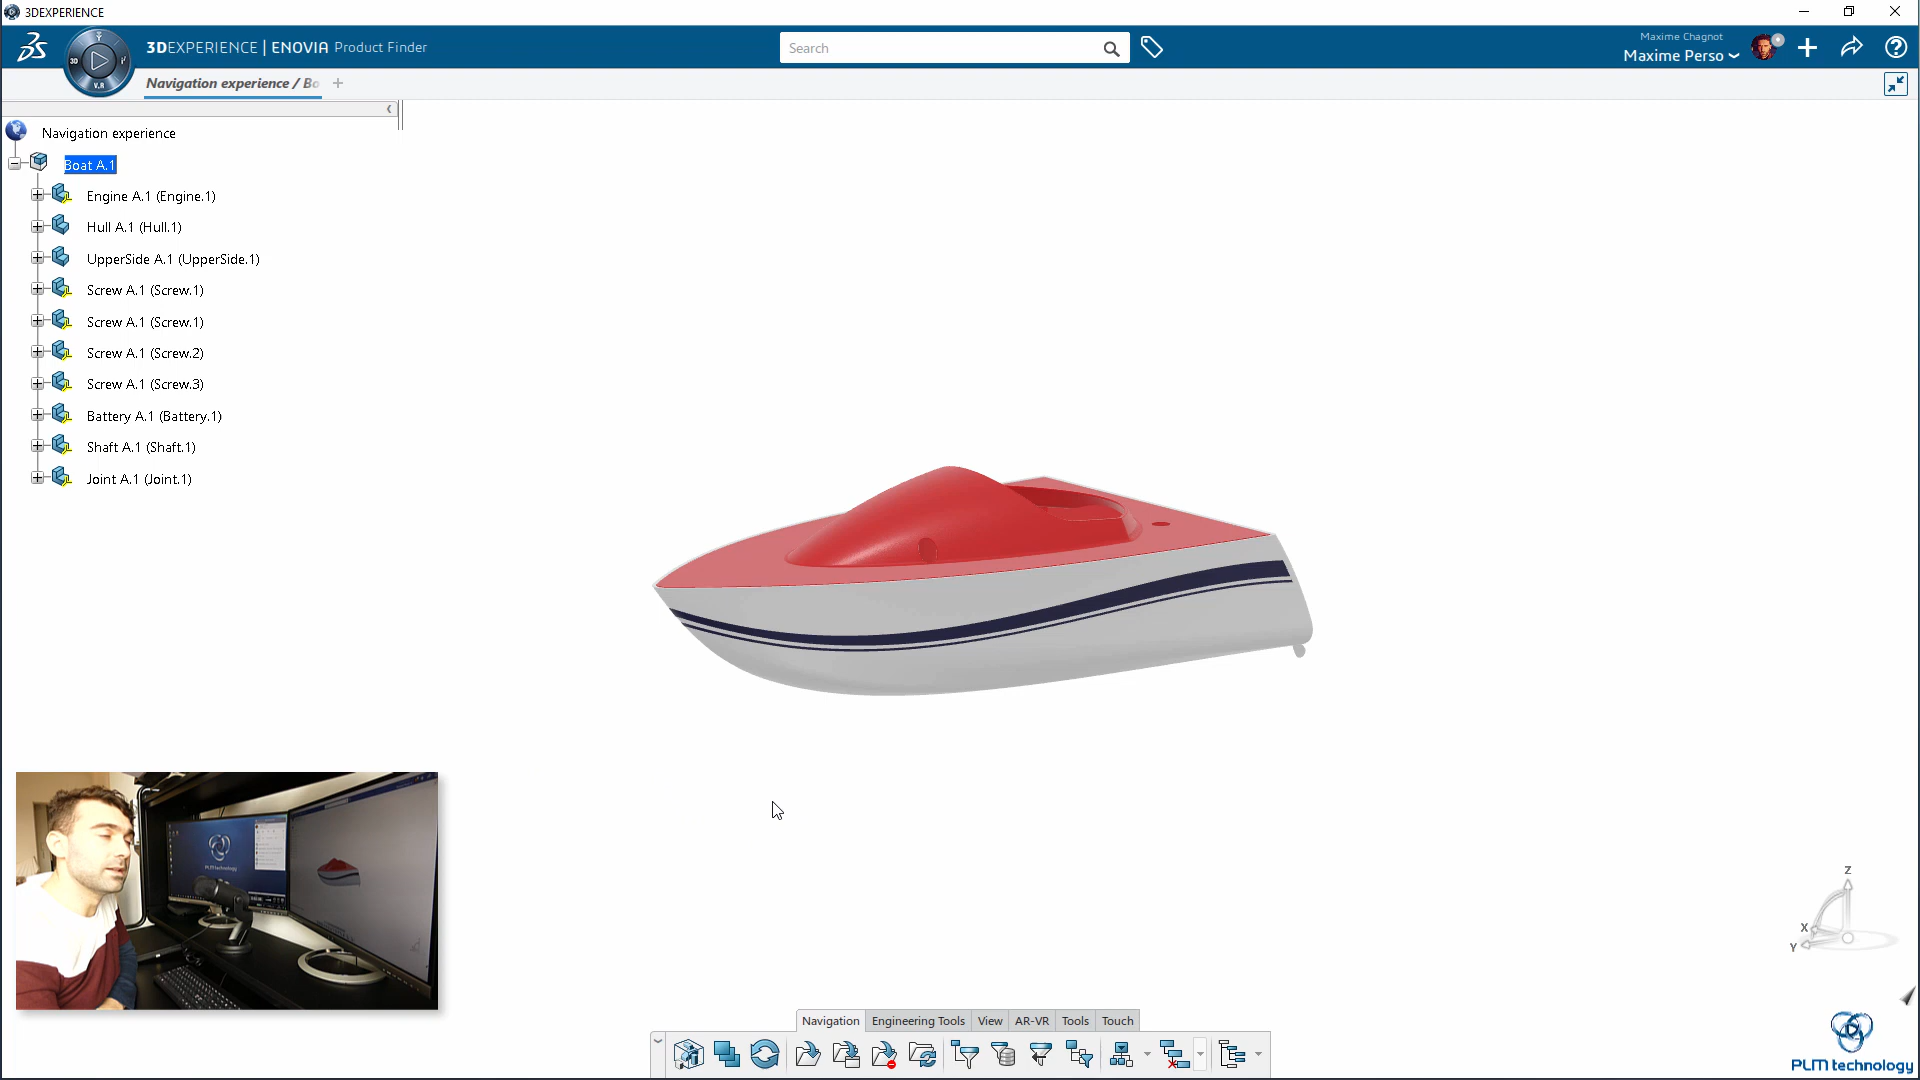 3DEXPERIENCE
3DEXPERIENCE | ENOVIA Product Finder
Search
Maxime Chagnot
Maxime Perso
3D
V.R
Navigation experience / Bo
Navigation experience
Boat A.1
Engine A.1 (Engine.1)
Hull A.1 (Hull.1)
UpperSide A.1 (UpperSide.1)
Screw A.1 (Screw.1)
Screw A.1 (Screw.1)
Screw A.1 (Screw.2)
Screw A.1 (Screw.3)
Battery A.1 (Battery.1)
Shaft A.1 (Shaft.1)
Joint A.1 (Joint.1)
PLM technology
Z
X
Y
Navigation
Engineering Tools
View
AR-VR
Tools
Touch
PLM technology